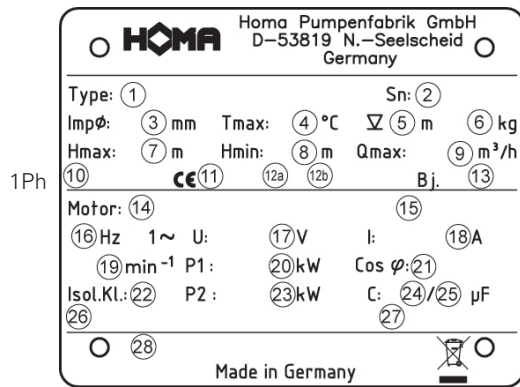 HOMA Homa Pumpenfabrik GmbH
D-53819 N.-Seelscheid
Germany
Type: 1 Sn: 2
ImpØ: 3 mm Tmax: 4 °C 5 m 6 kg
Hmax: 7 m Hmin: 8 m Qmax: 9 m³/h
1Ph
10 CE 11 12a 12b Bj. 13
Motor: 14 15
16 Hz 1~ U: 17 V I: 18 A
19 min⁻¹ P1: 20 kW Cos φ: 21
Isol.Kl.: 22 P2: 23 kW C: 24/25 µF
26 27
28
Made in Germany